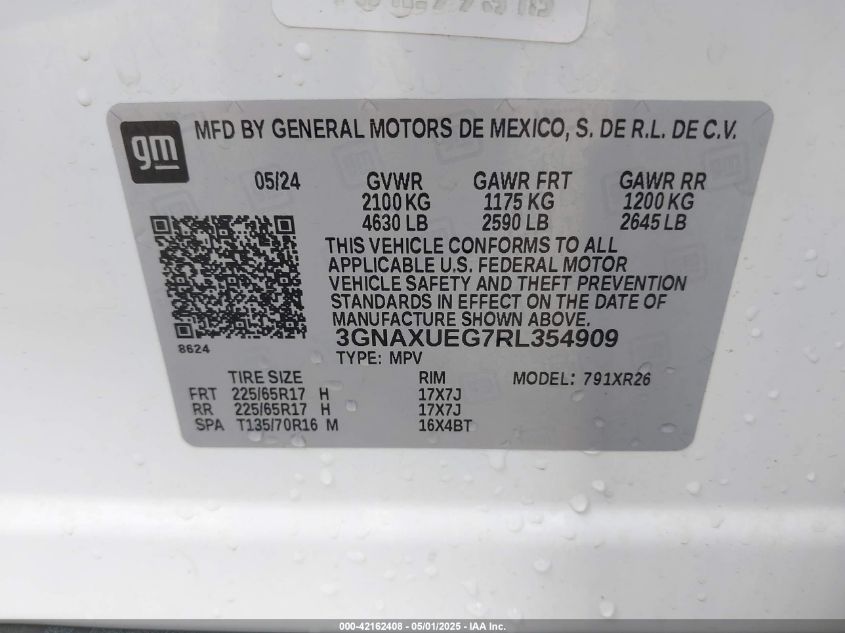 gm
MFD BY GENERAL MOTORS DE MEXICO, S. DE R.L. DE C.V.
05/24 GVWR GAWR FRT GAWR RR
2100 KG 1175 KG 1200 KG
4630 LB 2590 LB 2645 LB
THIS VEHICLE CONFORMS TO ALL
APPLICABLE U.S. FEDERAL MOTOR
VEHICLE SAFETY AND THEFT PREVENTION
STANDARDS IN EFFECT ON THE DATE OF
MANUFACTURE SHOWN ABOVE.
3GNAXUEG7RL354909
8624
TYPE: MPV
TIRE SIZE RIM MODEL: 791XR26
FRT 225/65R17 H 17X7J
RR 225/65R17 H 17X7J
SPA T135/70R16 M 16X4BT
000-42162408 - 05/01/2025 - IAA Inc.